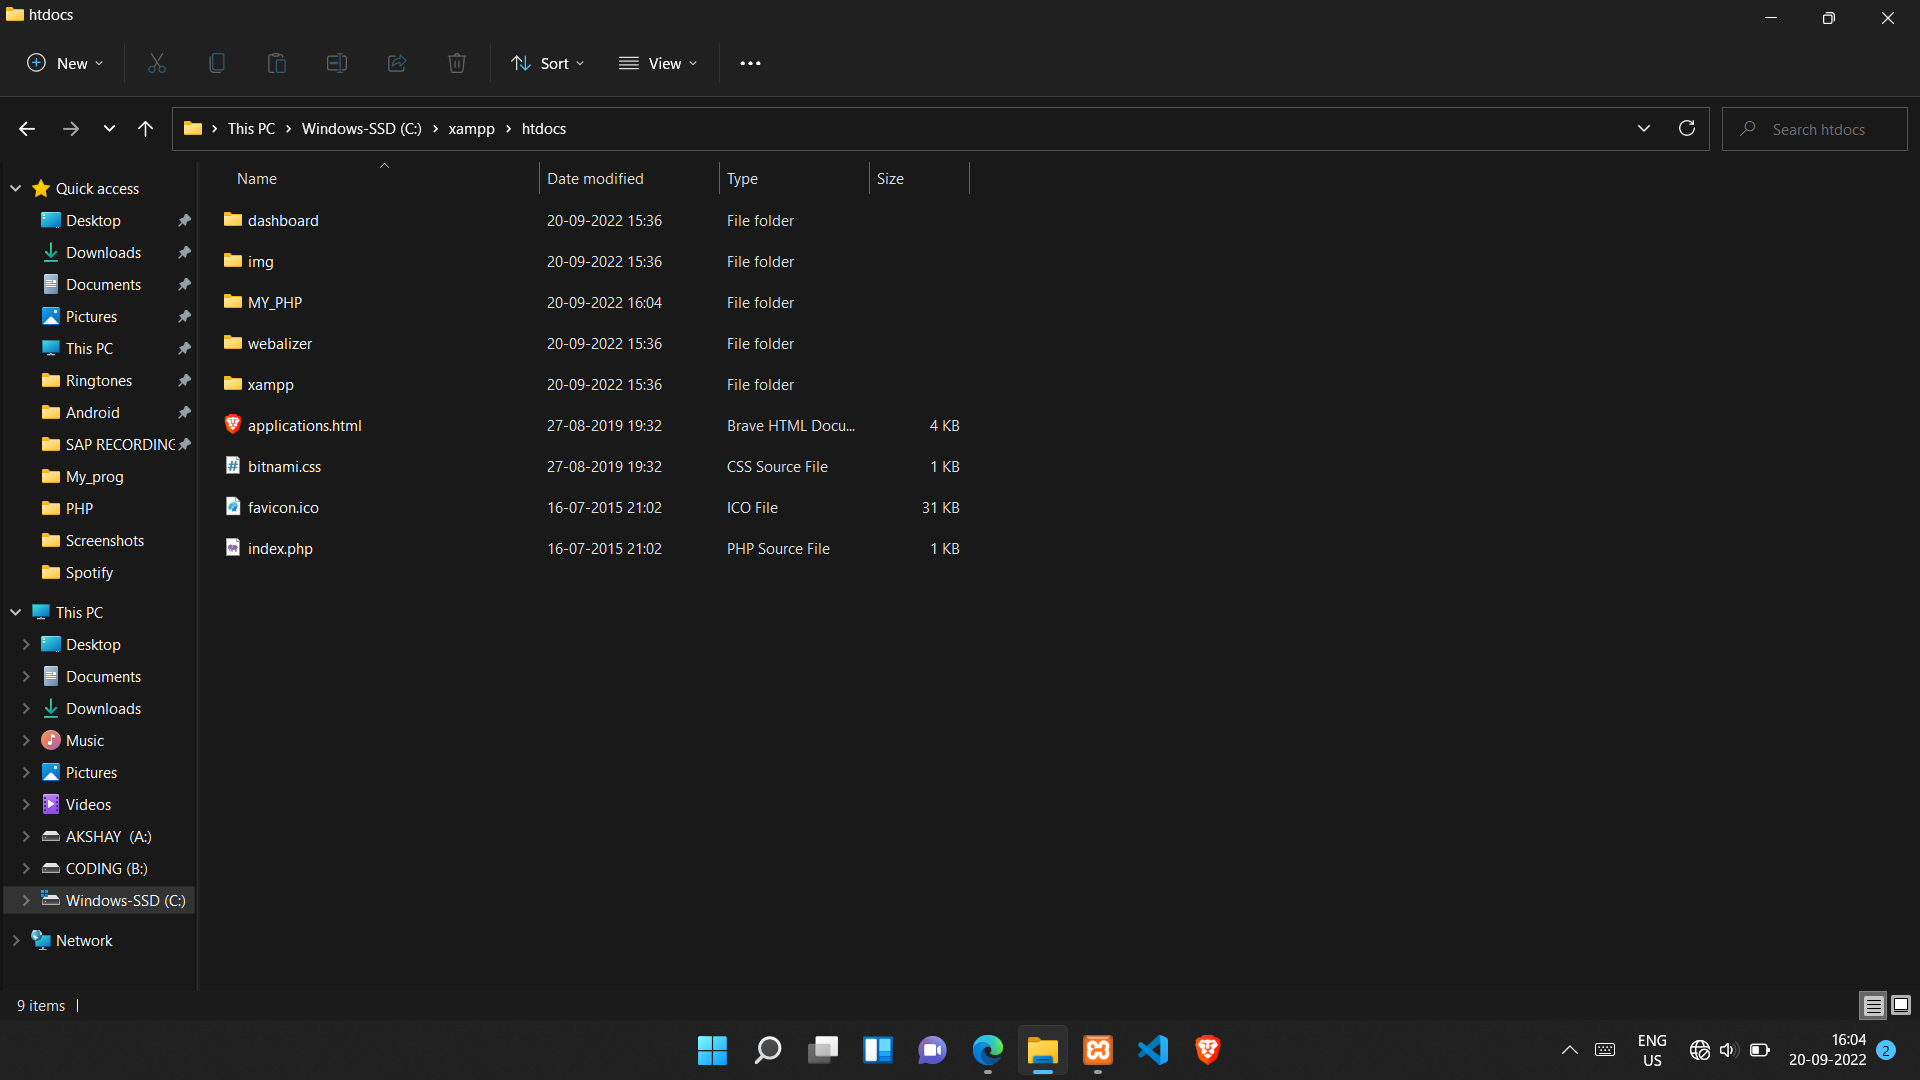 htdocs
New
Sort
View
This PC
Windows-SSD (C:)
xampp
htdocs
Search htdocs
Name
Date modified
Type
Size
Quick access
Desktop
Downloads
Documents
Pictures
This PC
Ringtones
Android
SAP RECORDING
My_prog
PHP
Screenshots
Spotify
This PC
Desktop
Documents
Downloads
Music
Pictures
Videos
AKSHAY (A:)
CODING (B:)
Windows-SSD (C:)
Network
dashboard 20-09-2022 15:36 File folder
img 20-09-2022 15:36 File folder
MY_PHP 20-09-2022 16:04 File folder
webalizer 20-09-2022 15:36 File folder
xampp 20-09-2022 15:36 File folder
applications.html 27-08-2019 19:32 Brave HTML Docu... 4 KB
bitnami.css 27-08-2019 19:32 CSS Source File 1 KB
favicon.ico 16-07-2015 21:02 ICO File 31 KB
index.php 16-07-2015 21:02 PHP Source File 1 KB
9 items
ENG
US
16:04
20-09-2022
2